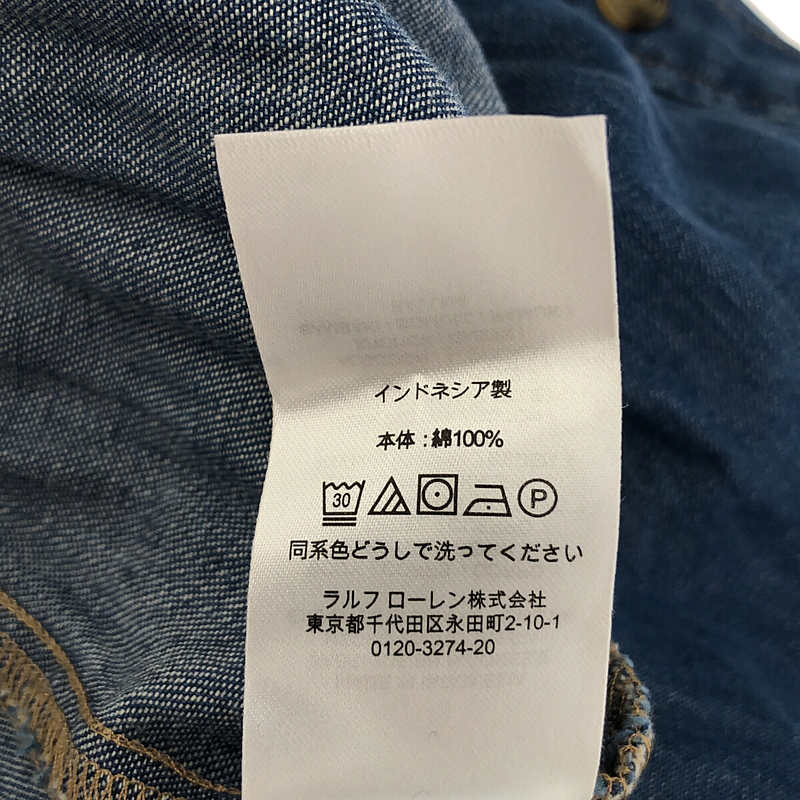 インドネシア製
本体 : 綿100%
30 P
同系色どうしで洗ってください
ラルフ ローレン株式会社
東京都千代田区永田町2-10-1
0120-3274-20